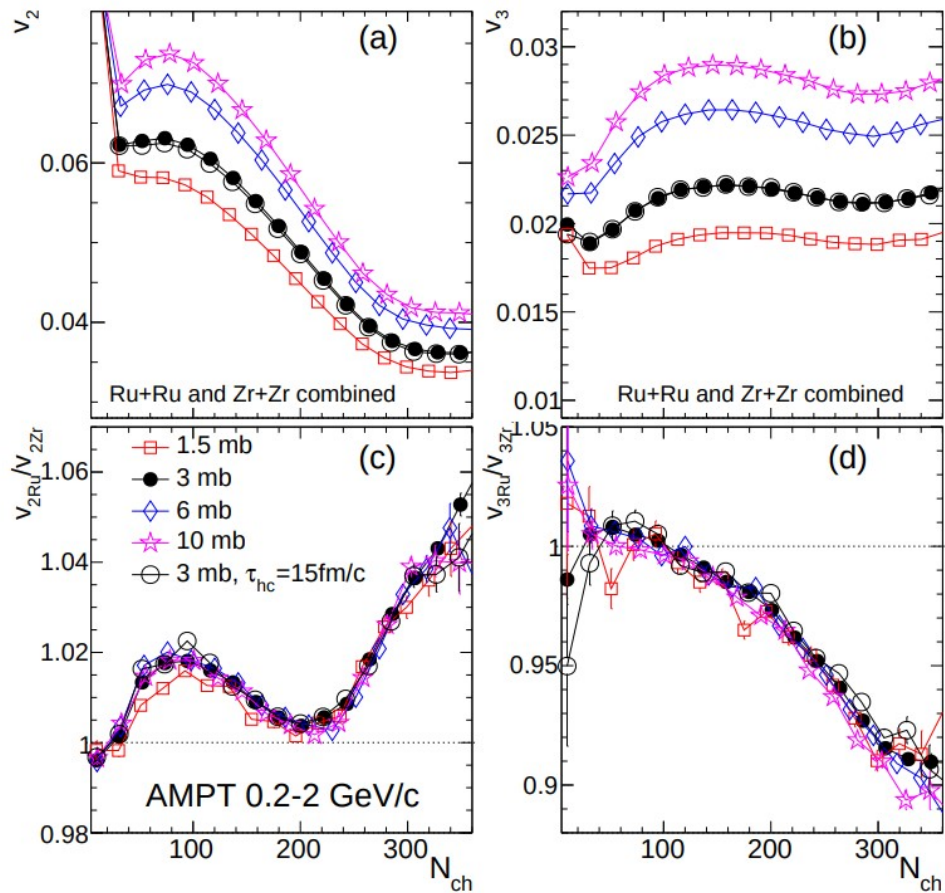 v2
(a)
0.06
0.04
Ru+Ru and Zr+Zr combined
v3
(b)
0.03
0.025
0.02
0.015
0.01
Ru+Ru and Zr+Zr combined
v2Ru/v2Zr
(c)
1.06
1.04
1.02
1
0.98
1.5 mb
3 mb
6 mb
10 mb
3 mb, τhc=15fm/c
AMPT 0.2-2 GeV/c
100
200
300
Nch
v3Ru/v3Zr
(d)
1.05
1
0.95
0.9
100
200
300
Nch